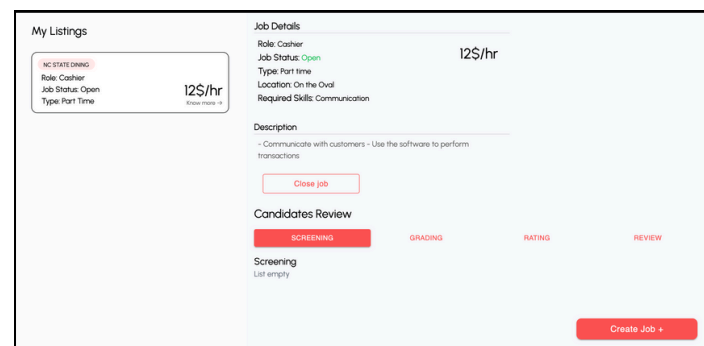 My Listings
NC STATE DINING
Role: Cashier
Job Status: Open
Type: Part Time
12$/hr
Know more →
Job Details
Role: Cashier
Job Status: Open
Type: Part time
Location: On the Oval
Required Skills: Communication
12$/hr
Description
- Communicate with customers - Use the software to perform
transactions
Close job
Candidates Review
SCREENING GRADING RATING REVIEW
Screening
List empty
Create Job +